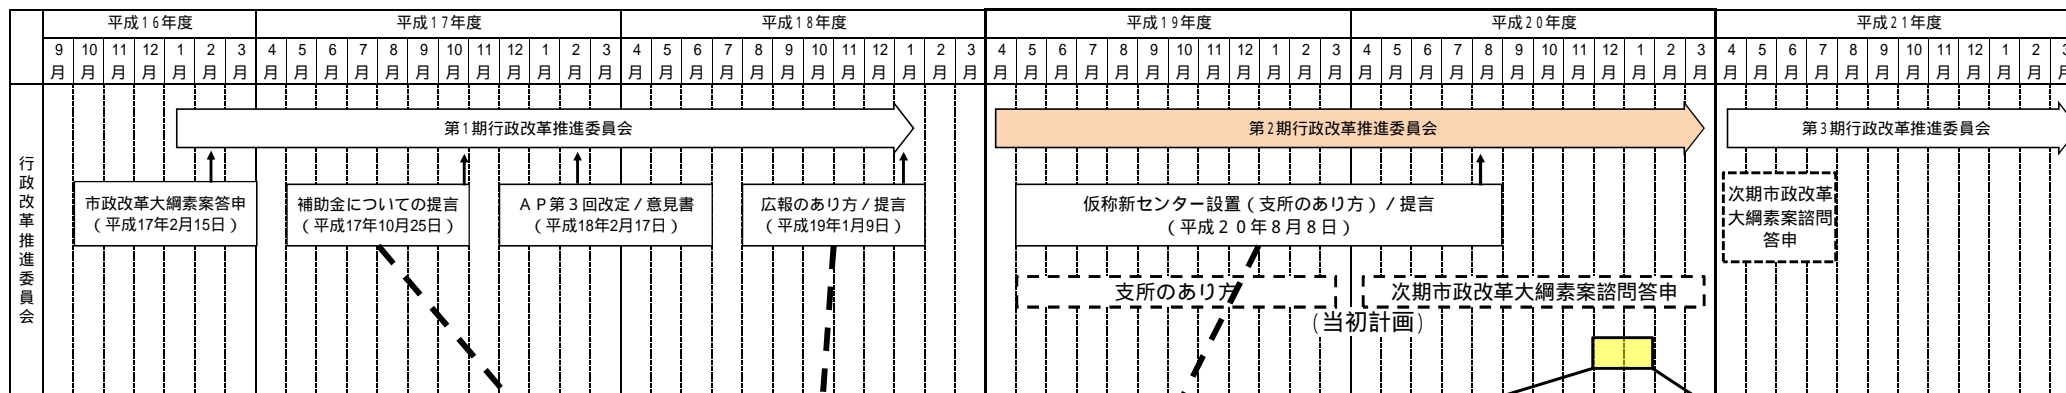 平成16年度 平成17年度 平成18年度 平成19年度 平成20年度 平成21年度
9月 10月 11月 12月 1月 2月 3月 4月 5月 6月 7月 8月 9月 10月 11月 12月 1月 2月 3月 4月 5月 6月 7月 8月 9月 10月 11月 12月 1月 2月 3月 4月 5月 6月 7月 8月 9月 10月 11月 12月 1月 2月 3月 4月 5月 6月 7月 8月 9月 10月 11月 12月 1月 2月 3月 4月 5月 6月 7月 8月 9月 10月 11月 12月 1月 2月 3月
行政改革推進委員会
第1期行政改革推進委員会
第2期行政改革推進委員会
第3期行政改革推進委員会
市政改革大綱素案答申
(平成17年2月15日)
補助金についての提言
(平成17年10月25日)
AP第3回改定/意見書
(平成18年2月17日)
広報のあり方/提言
(平成19年1月9日)
仮称新センター設置(支所のあり方)/提言
(平成20年8月8日)
次期市政改革
大綱素案諮問
答申
支所のあり方
次期市政改革大綱素案諮問答申
(当初計画)